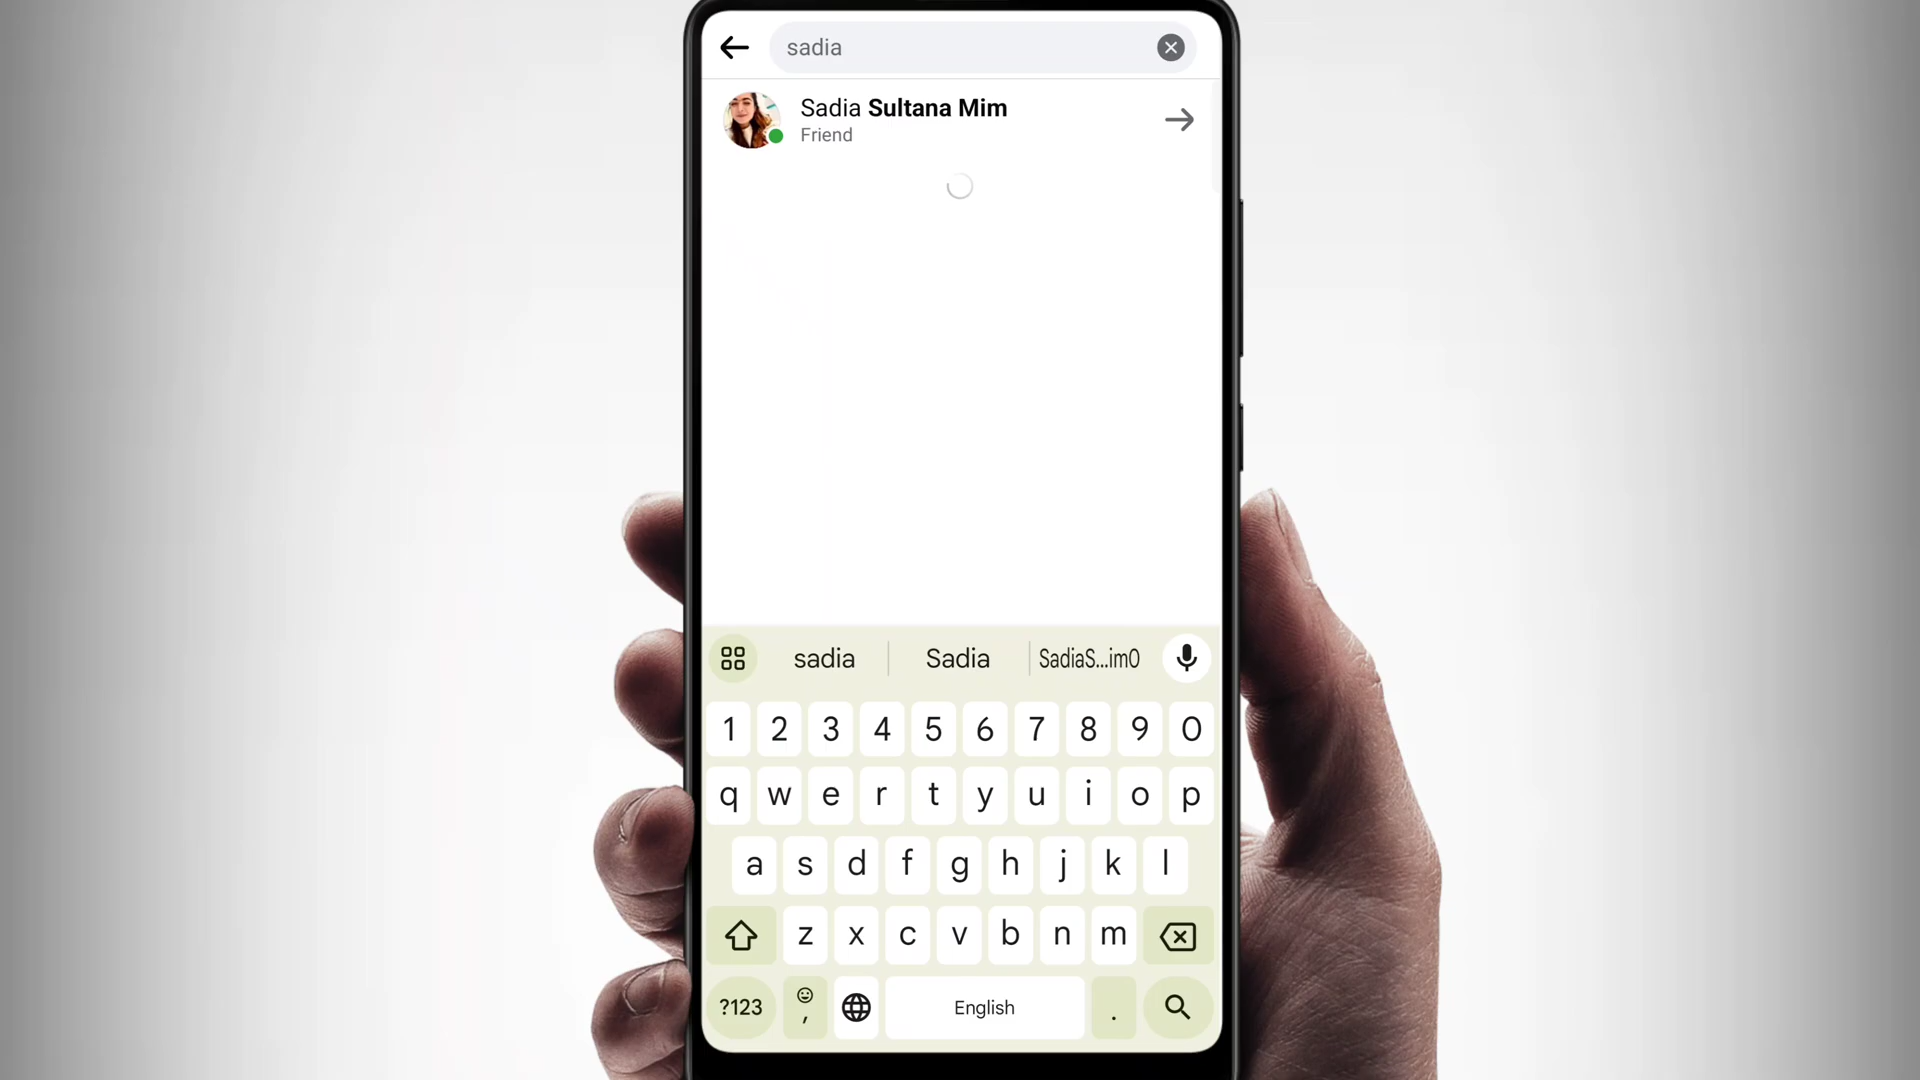 sadia
Sadia Sultana Mim
Friend
sadia Sadia SadiaS...im0
1 2 3 4 5 6 7 8 9 0
q w e r t y u i o p
a s d f g h j k l
z x c v b n m
?123 , English .